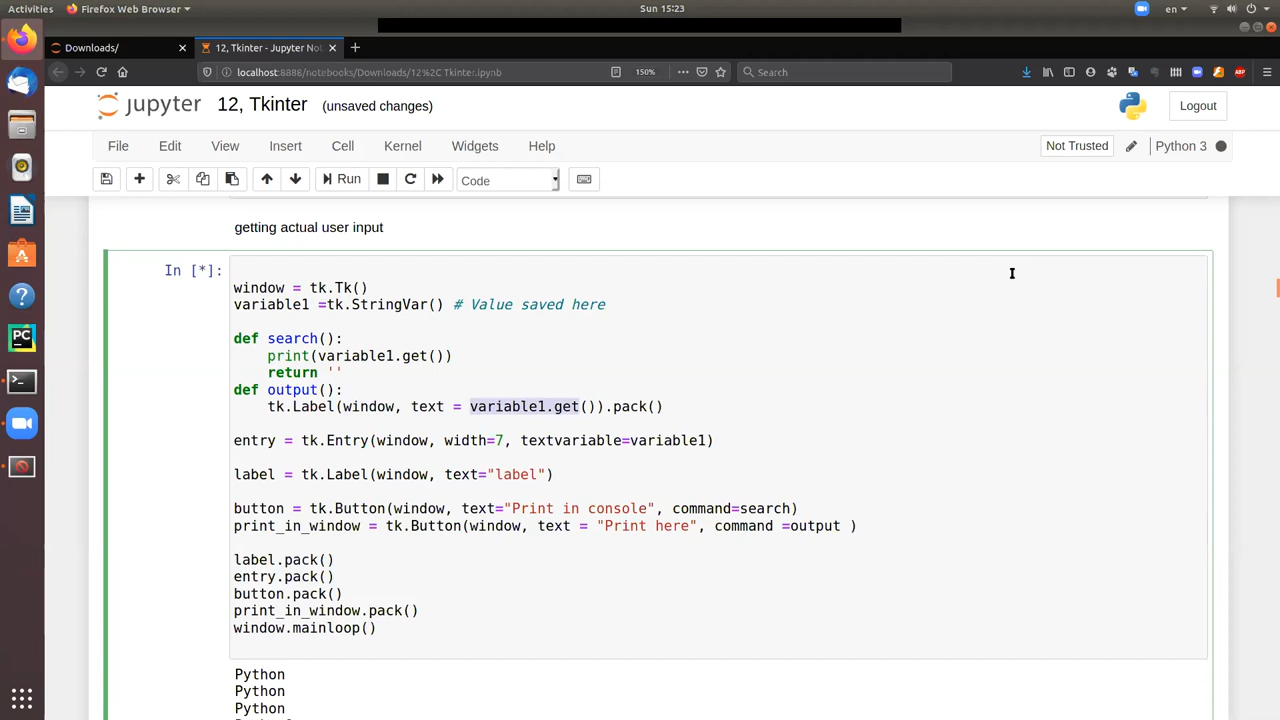 Activities Firefox Web Browser Sun 15:23 en
Downloads/ 12, Tkinter - Jupyter No
localhost:8888/notebooks/Downloads/12%2C Tkinter.ipynb 150% Search
jupyter 12, Tkinter (unsaved changes) Logout
File Edit View Insert Cell Kernel Widgets Help Not Trusted Python 3
Run Code
getting actual user input
In [*]:
window = tk.Tk()
variable1 =tk.StringVar() # Value saved here
def search():
    print(variable1.get())
    return ''
def output():
    tk.Label(window, text = variable1.get()).pack()
entry = tk.Entry(window, width=7, textvariable=variable1)
label = tk.Label(window, text="label")
button = tk.Button(window, text="Print in console", command=search)
print_in_window = tk.Button(window, text = "Print here", command =output )
label.pack()
entry.pack()
button.pack()
print_in_window.pack()
window.mainloop()
Python
Python
Python